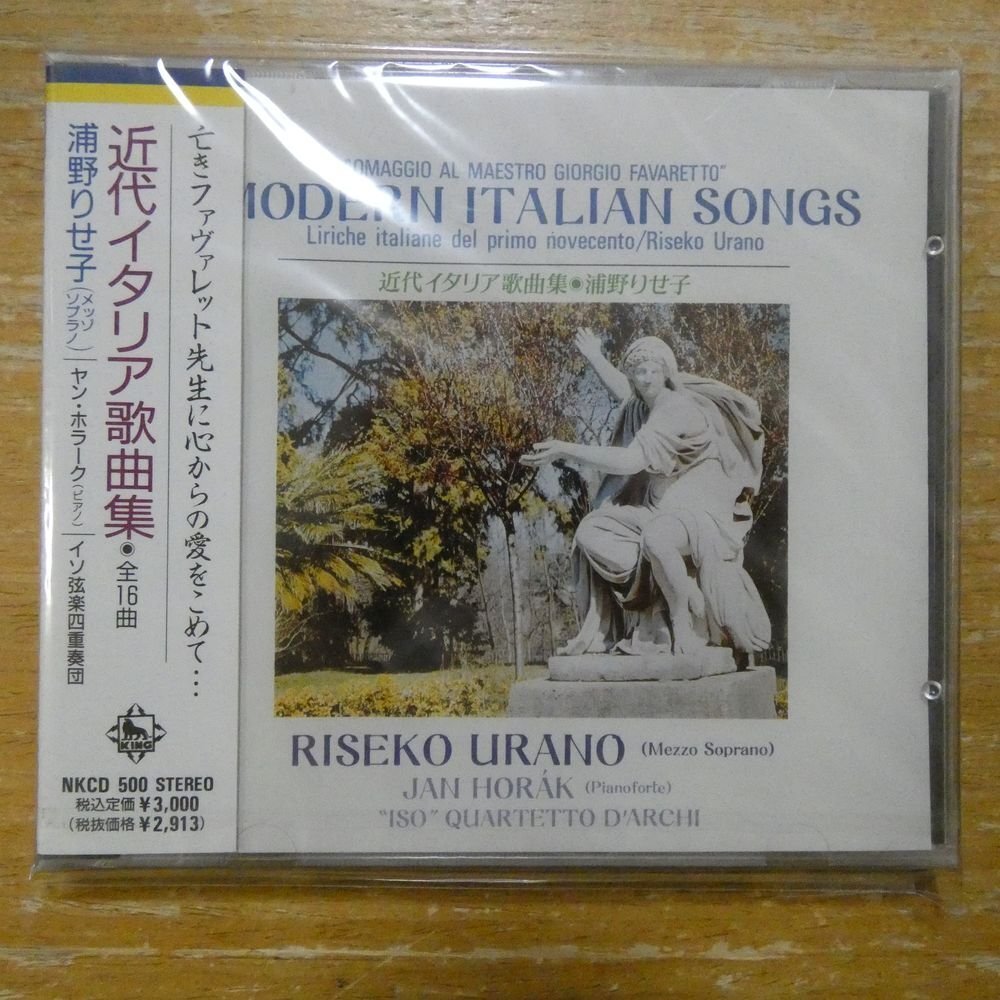 亡きファヴァレット先生に心からの愛をこめて…
近代イタリア歌曲集●全16曲
浦野りせ子(メッゾソプラノ)/ヤン・ホラーク(ピアノ)/イソ弦楽四重奏団
KING
NKCD 500 STEREO
税込定価¥3,000
(税抜価格¥2,913)
OMAGGIO AL MAESTRO GIORGIO FAVARETTO"
MODERN ITALIAN SONGS
Liriche italiane del primo novecento/Riseko Urano
近代イタリア歌曲集●浦野りせ子
RISEKO URANO (Mezzo Soprano)
JAN HORÁK (Pianoforte)
"ISO" QUARTETTO D'ARCHI